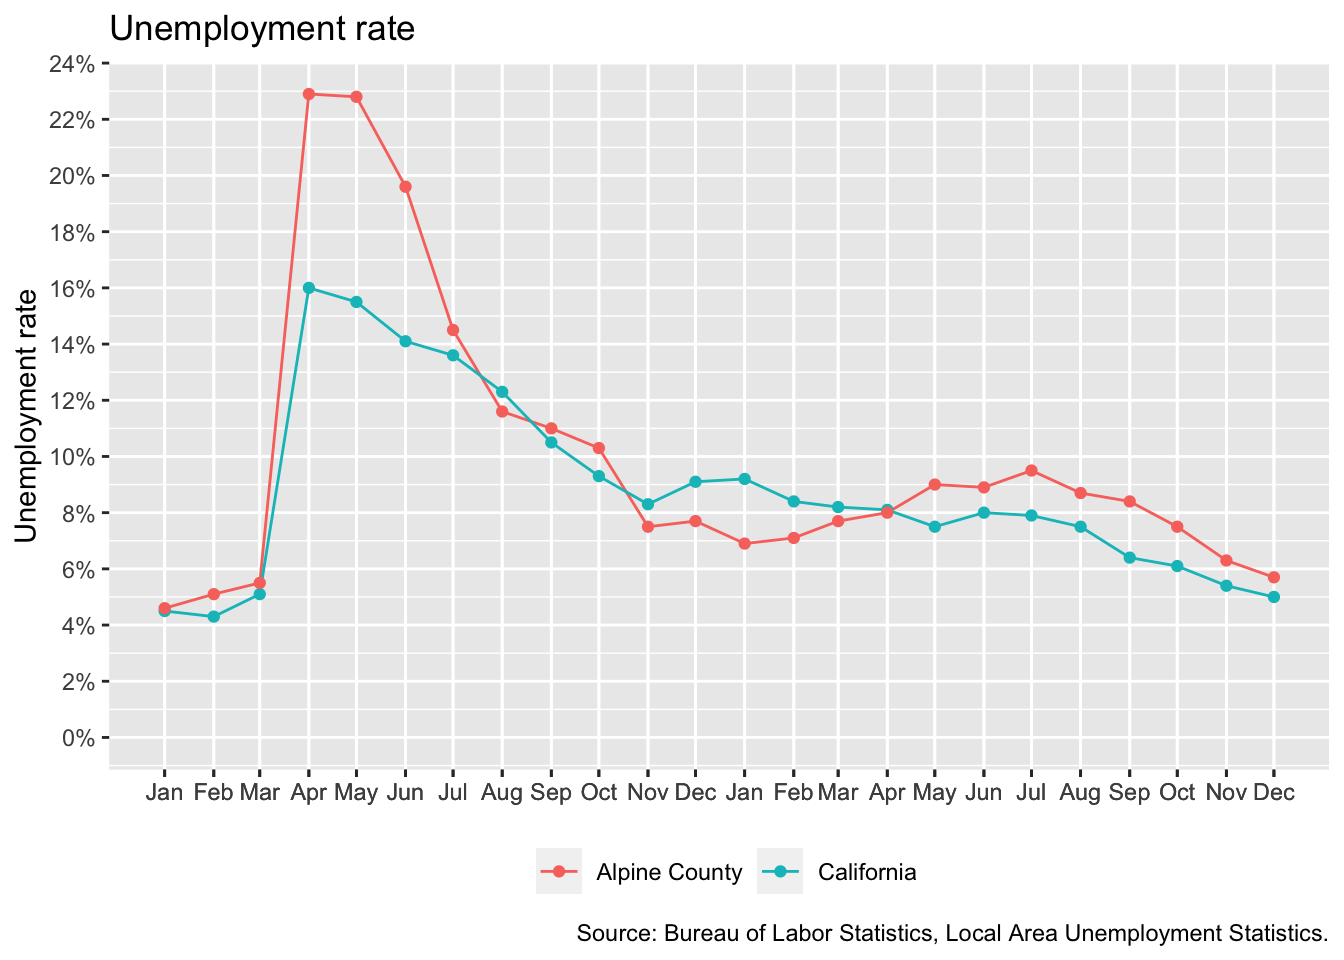 Unemployment rate
24%
22%
20%
18%
16%
14%
12%
10%
8%
6%
4%
2%
0%
Unemployment rate
Jan Feb Mar Apr May Jun Jul Aug Sep Oct Nov Dec Jan Feb Mar Apr May Jun Jul Aug Sep Oct Nov Dec
Alpine County California
Source: Bureau of Labor Statistics, Local Area Unemployment Statistics.